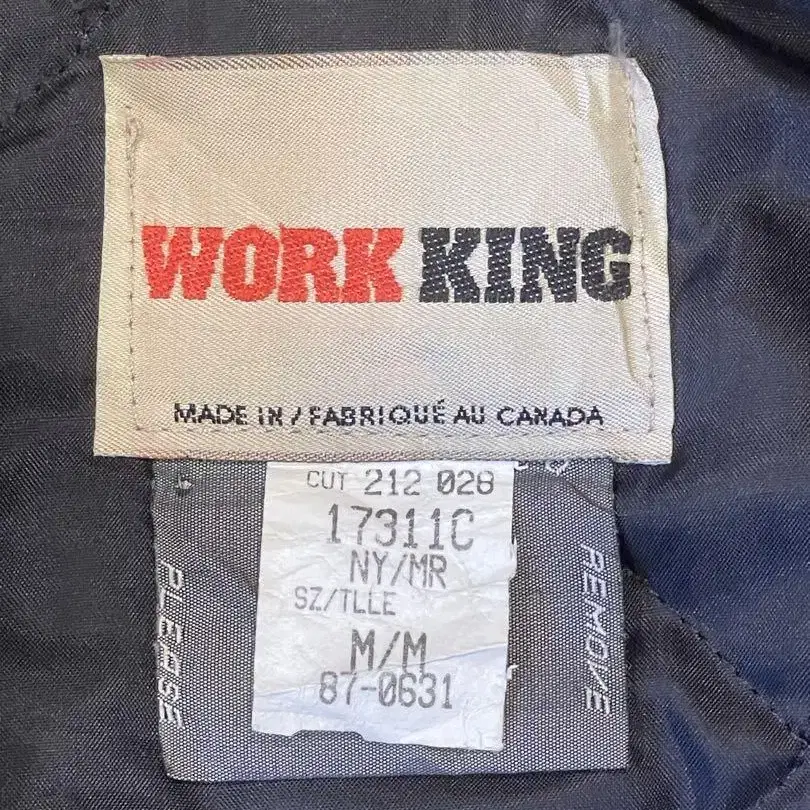 WORK KING
MADE IN / FABRIQUÉ AU CANADA
CUT 212 028
17311C
NY/MR
SZ/TLLE
M/M
87-0631
PLEASE
REMOVE